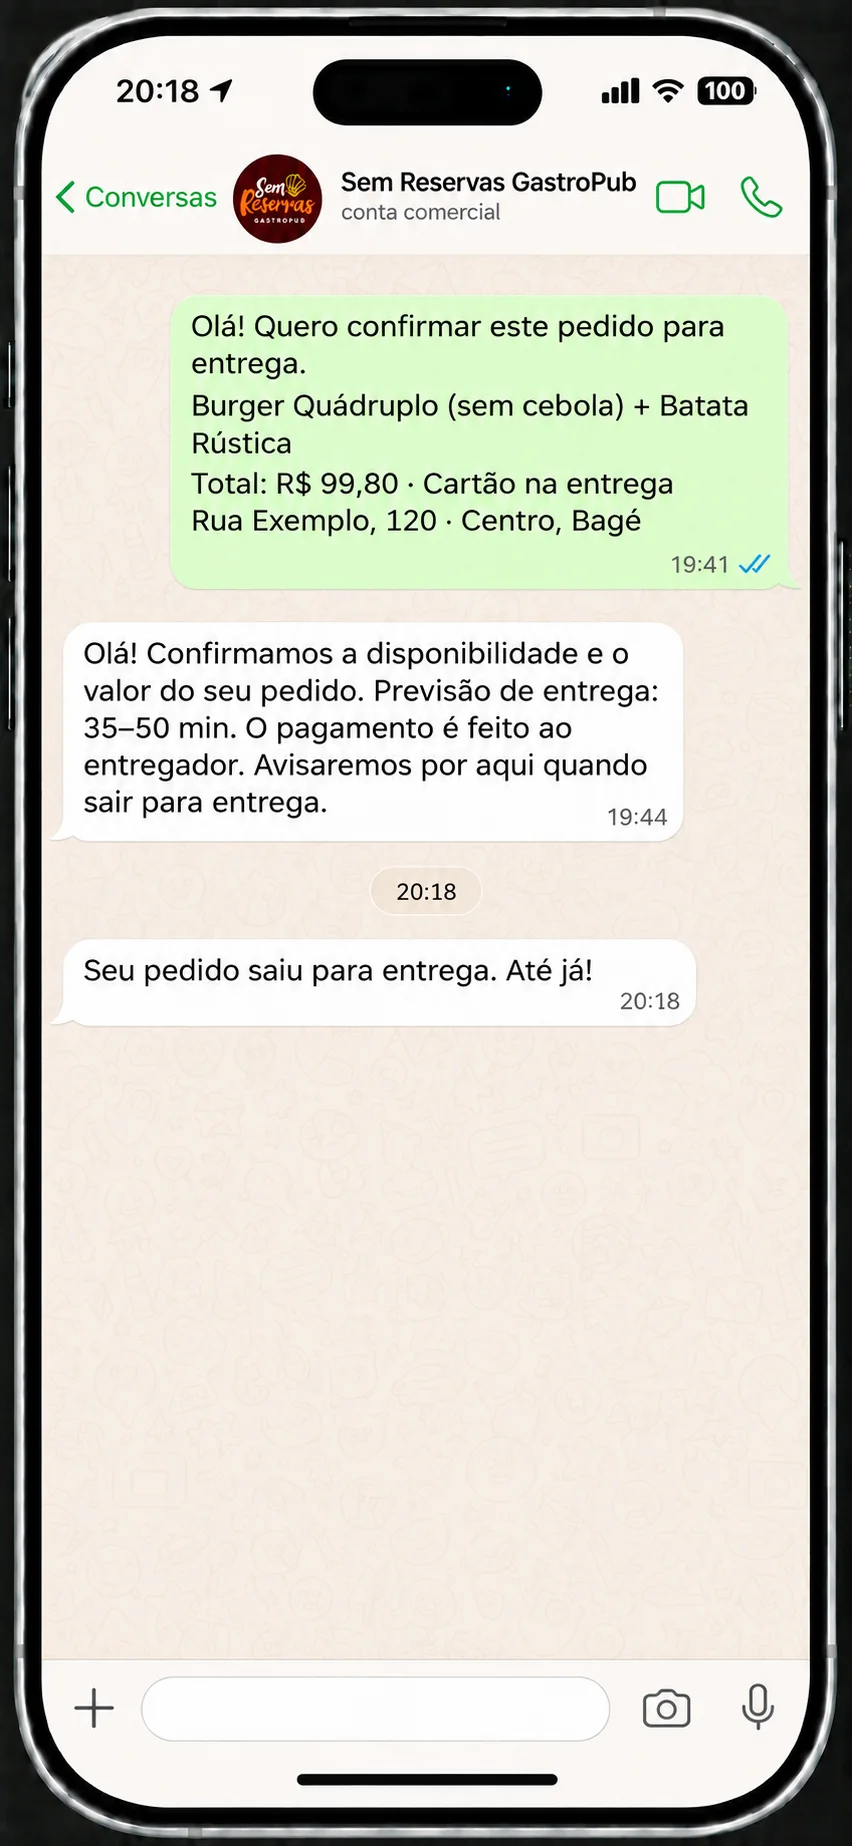 20:18
100
Conversas
Sem Reservas GASTROPUB
Sem Reservas GastroPub
conta comercial
Olá! Quero confirmar este pedido para
entrega.
Burger Quádruplo (sem cebola) + Batata
Rústica
Total: R$ 99,80 · Cartão na entrega
Rua Exemplo, 120 · Centro, Bagé
19:41
Olá! Confirmamos a disponibilidade e o
valor do seu pedido. Previsão de entrega:
35–50 min. O pagamento é feito ao
entregador. Avisaremos por aqui quando
sair para entrega.
19:44
20:18
Seu pedido saiu para entrega. Até já!
20:18